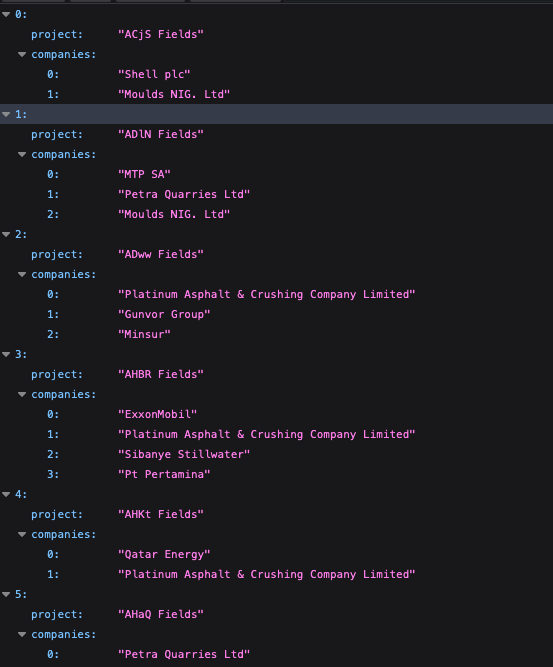 0:
project: "ACjS Fields"
companies:
0: "Shell plc"
1: "Moulds NIG. Ltd"
1:
project: "ADlN Fields"
companies:
0: "MTP SA"
1: "Petra Quarries Ltd"
2: "Moulds NIG. Ltd"
2:
project: "ADww Fields"
companies:
0: "Platinum Asphalt & Crushing Company Limited"
1: "Gunvor Group"
2: "Minsur"
3:
project: "AHBR Fields"
companies:
0: "ExxonMobil"
1: "Platinum Asphalt & Crushing Company Limited"
2: "Sibanye Stillwater"
3: "Pt Pertamina"
4:
project: "AHKt Fields"
companies:
0: "Qatar Energy"
1: "Platinum Asphalt & Crushing Company Limited"
5:
project: "AHaQ Fields"
companies:
0: "Petra Quarries Ltd"